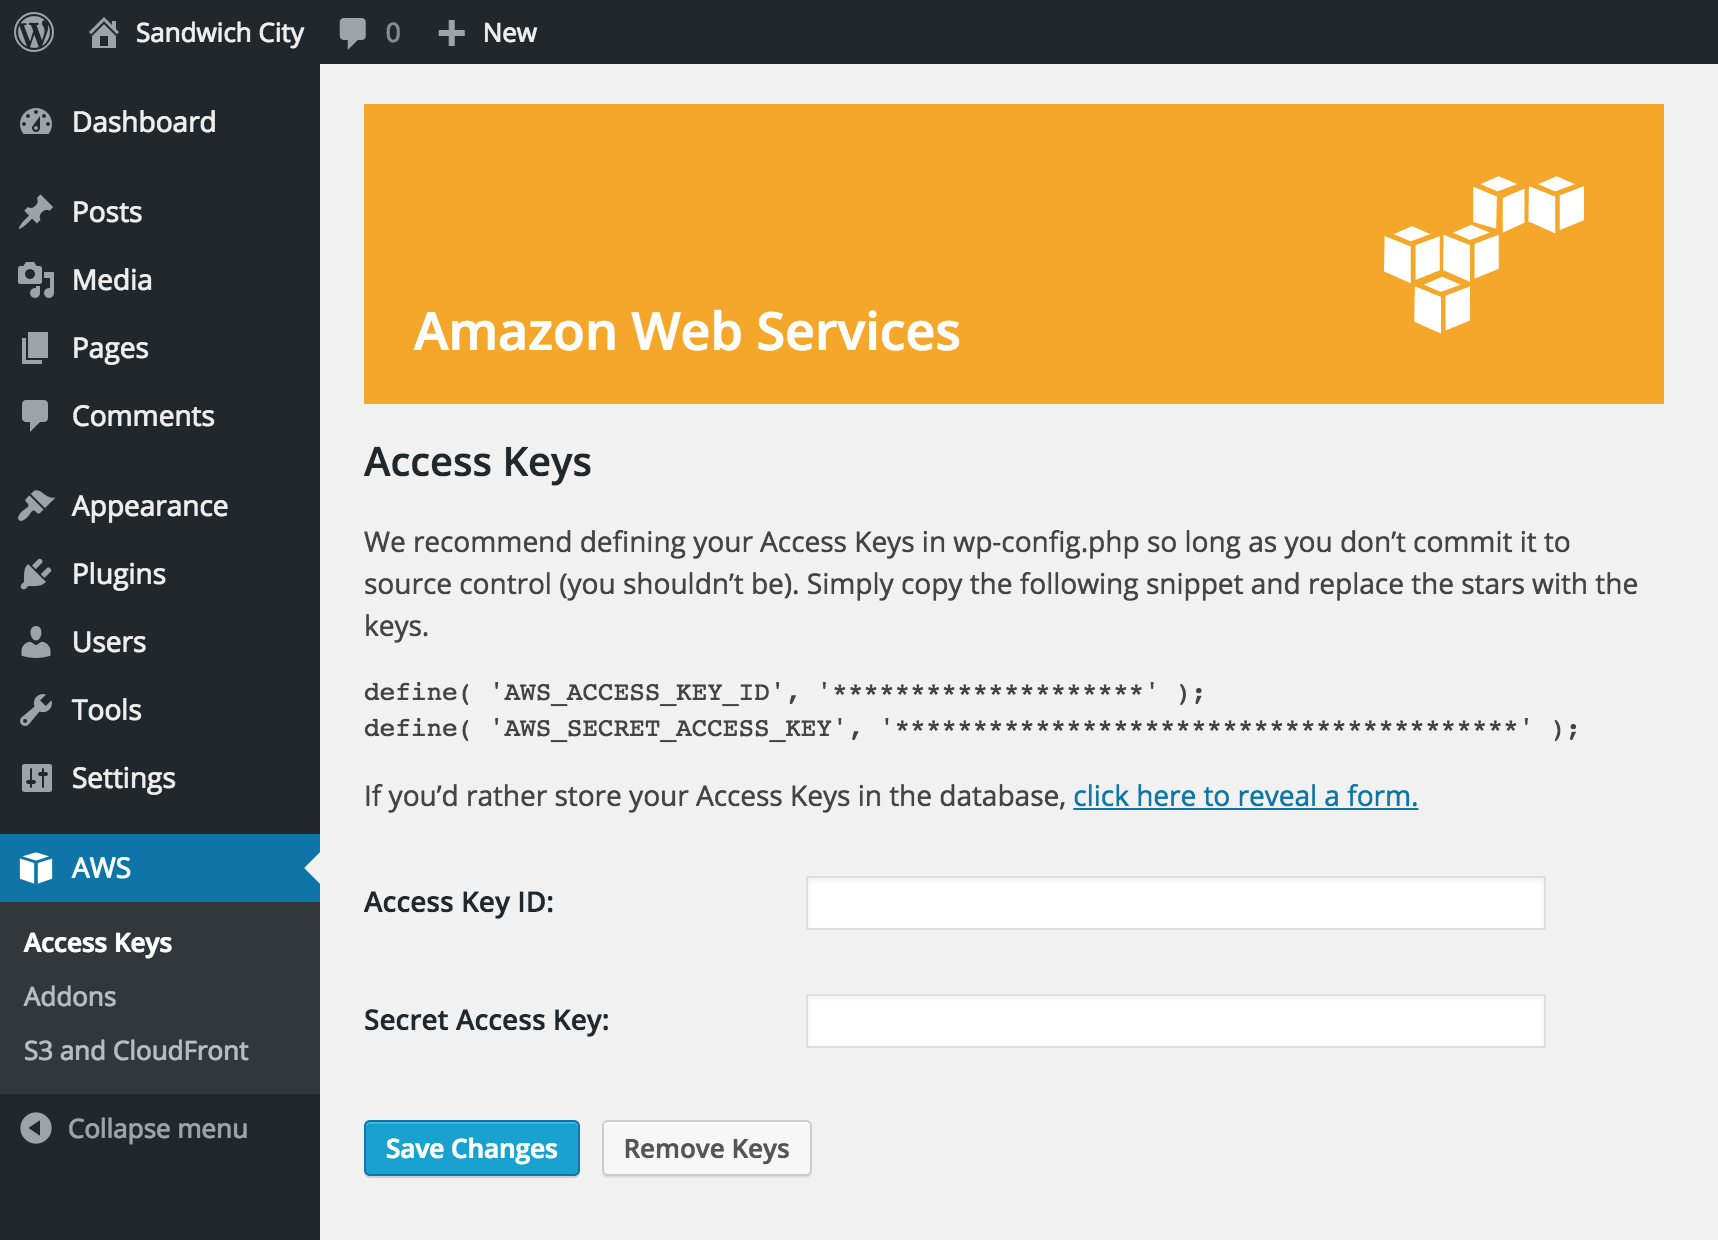 Sandwich City
0
New
Dashboard
Posts
Media
Pages
Comments
Appearance
Plugins
Users
Tools
Settings
AWS
Access Keys
Addons
S3 and CloudFront
Collapse menu
Amazon Web Services
Access Keys
We recommend defining your Access Keys in wp-config.php so long as you don’t commit it to
source control (you shouldn’t be). Simply copy the following snippet and replace the stars with the
keys.
define( 'AWS_ACCESS_KEY_ID', '********************' );
define( 'AWS_SECRET_ACCESS_KEY', '****************************************' );
If you’d rather store your Access Keys in the database, click here to reveal a form.
Access Key ID:
Secret Access Key:
Save Changes
Remove Keys